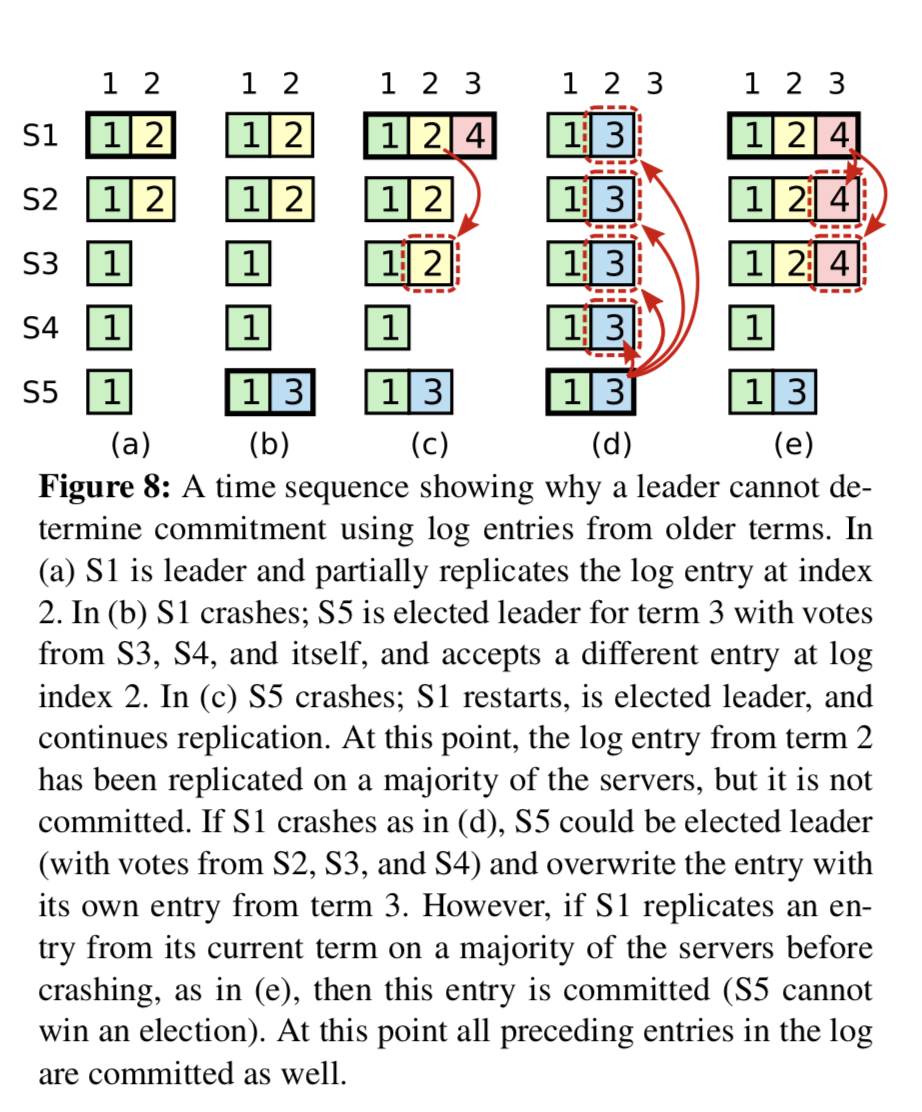 1 2 1 2 1 2 3 1 2 3 1 2 3
S1 1 2 1 2 1 2 4 1 3 1 2 4
S2 1 2 1 2 1 2 1 3 1 2 4
S3 1 1 1 2 1 3 1 2 4
S4 1 1 1 1 3 1
S5 1 1 3 1 3 1 3 1 3
(a) (b) (c) (d) (e)
Figure 8: A time sequence showing why a leader cannot de-
termine commitment using log entries from older terms. In
(a) S1 is leader and partially replicates the log entry at index
2. In (b) S1 crashes; S5 is elected leader for term 3 with votes
from S3, S4, and itself, and accepts a different entry at log
index 2. In (c) S5 crashes; S1 restarts, is elected leader, and
continues replication. At this point, the log entry from term 2
has been replicated on a majority of the servers, but it is not
committed. If S1 crashes as in (d), S5 could be elected leader
(with votes from S2, S3, and S4) and overwrite the entry with
its own entry from term 3. However, if S1 replicates an en-
try from its current term on a majority of the servers before
crashing, as in (e), then this entry is committed (S5 cannot
win an election). At this point all preceding entries in the log
are committed as well.